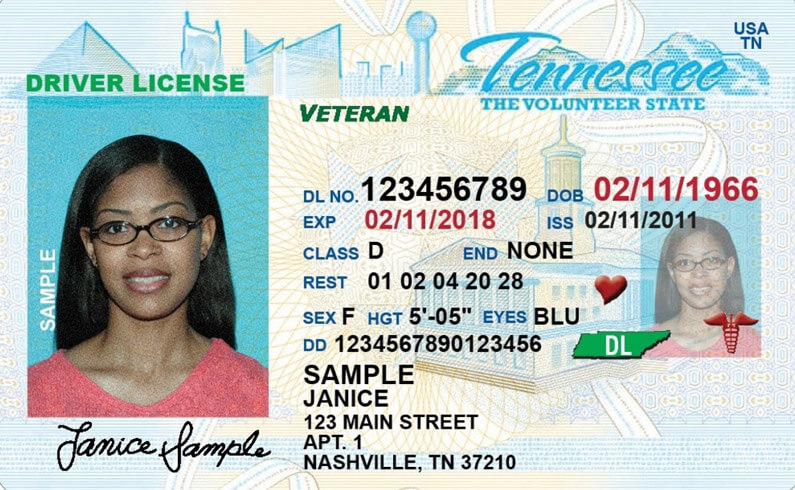 USA
TN
Tennessee
THE VOLUNTEER STATE
DRIVER LICENSE
VETERAN
DL NO. 123456789 DOB 02/11/1966
EXP 02/11/2018 ISS 02/11/2011
CLASS D END NONE
REST 01 02 04 20 28
SEX F HGT 5'-05" EYES BLU
DD 1234567890123456
DL
SAMPLE
JANICE
123 MAIN STREET
APT. 1
NASHVILLE, TN 37210
SAMPLE
Janice Sample